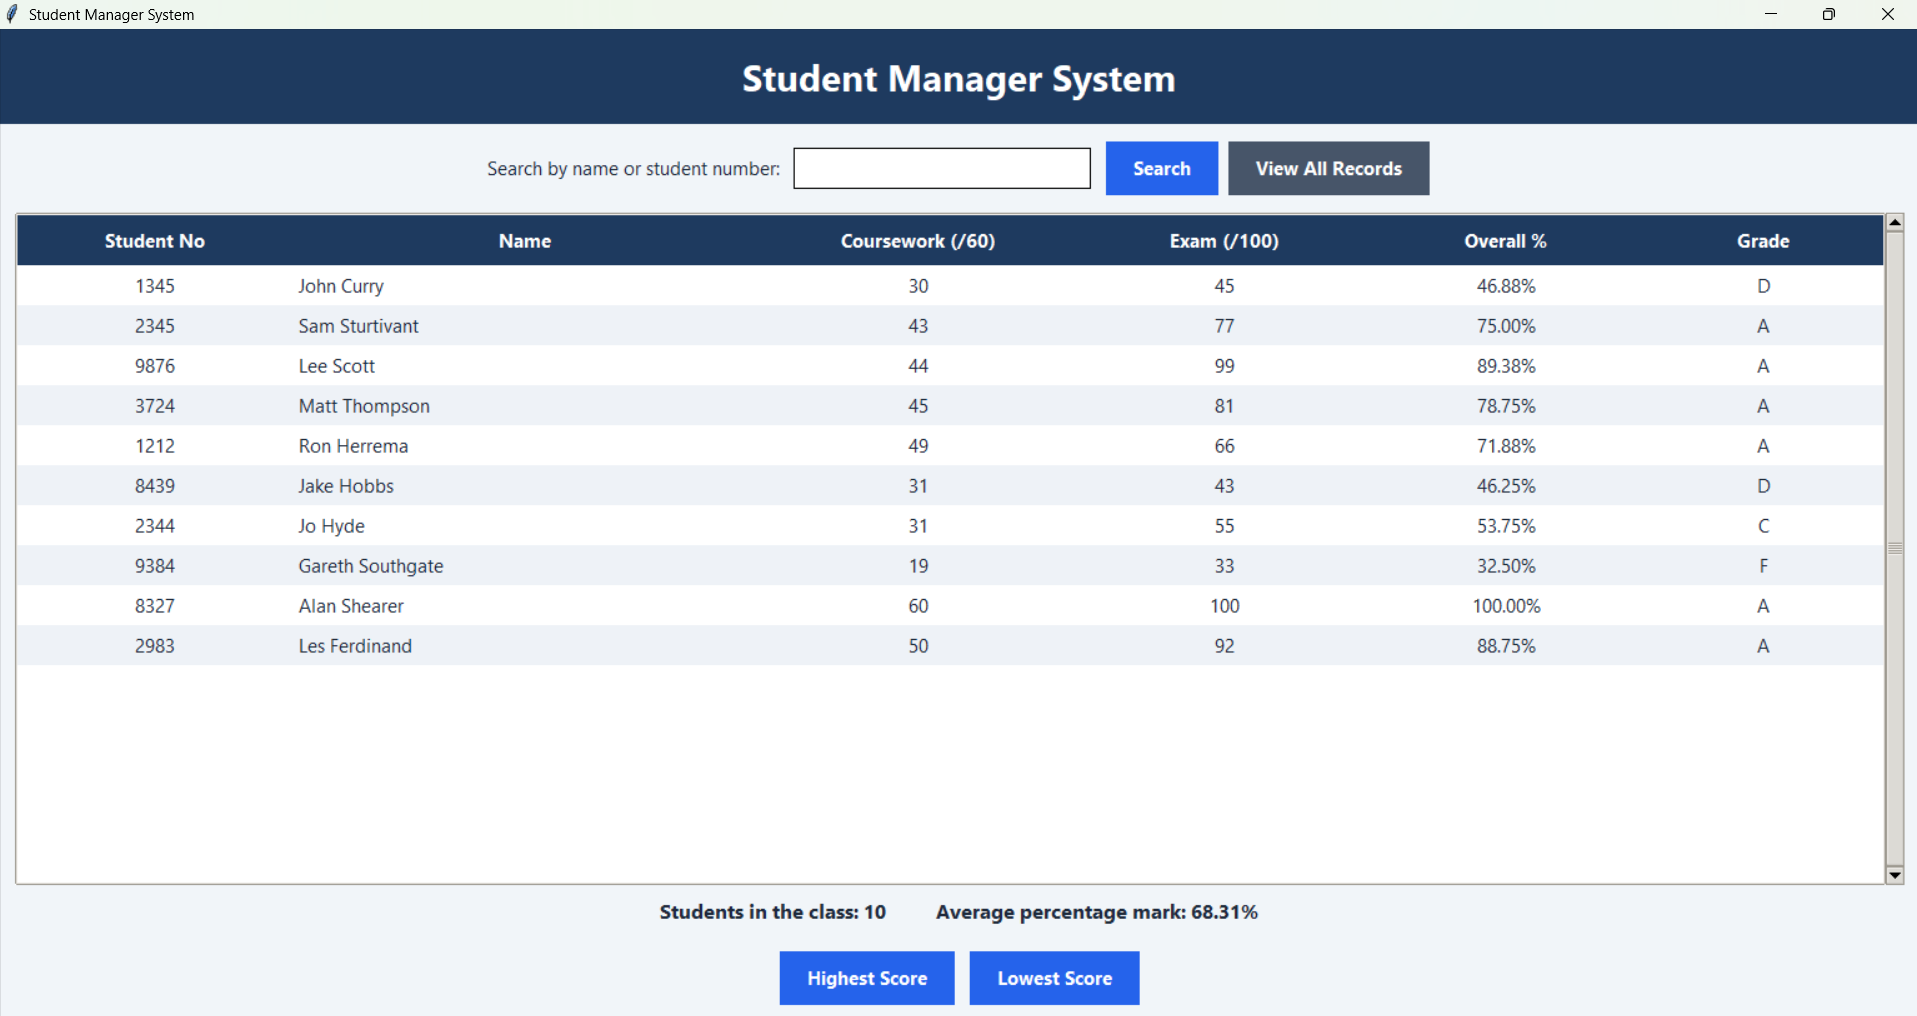 Student Manager System
Student Manager System
Search by name or student number: Search View All Records
Student No Name Coursework (/60) Exam (/100) Overall % Grade
1345 John Curry 30 45 46.88% D
2345 Sam Sturtivant 43 77 75.00% A
9876 Lee Scott 44 99 89.38% A
3724 Matt Thompson 45 81 78.75% A
1212 Ron Herrema 49 66 71.88% A
8439 Jake Hobbs 31 43 46.25% D
2344 Jo Hyde 31 55 53.75% C
9384 Gareth Southgate 19 33 32.50% F
8327 Alan Shearer 60 100 100.00% A
2983 Les Ferdinand 50 92 88.75% A
Students in the class: 10 Average percentage mark: 68.31%
Highest Score Lowest Score